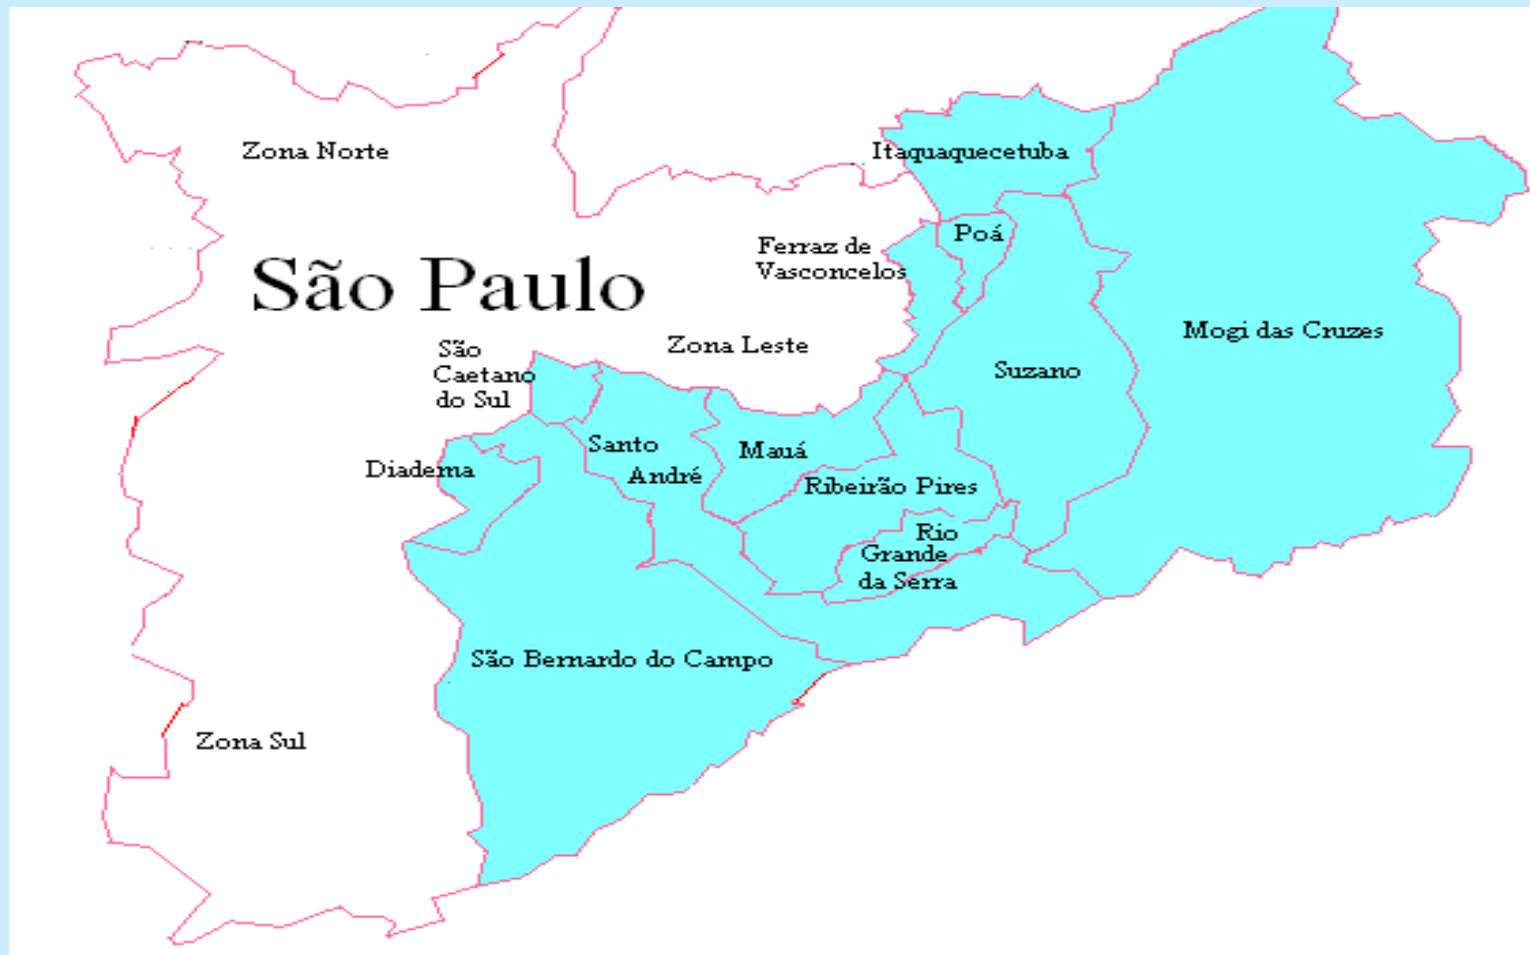 Zona Norte
Itaquaquecetuba
Poá
Ferraz de
Vasconcelos
São Paulo
Mogi das Cruzes
Zona Leste
São
Caetano
do Sul
Suzano
Santo
André
Mauá
Diadema
Ribeirão Pires
Rio
Grande
da Serra
São Bernardo do Campo
Zona Sul